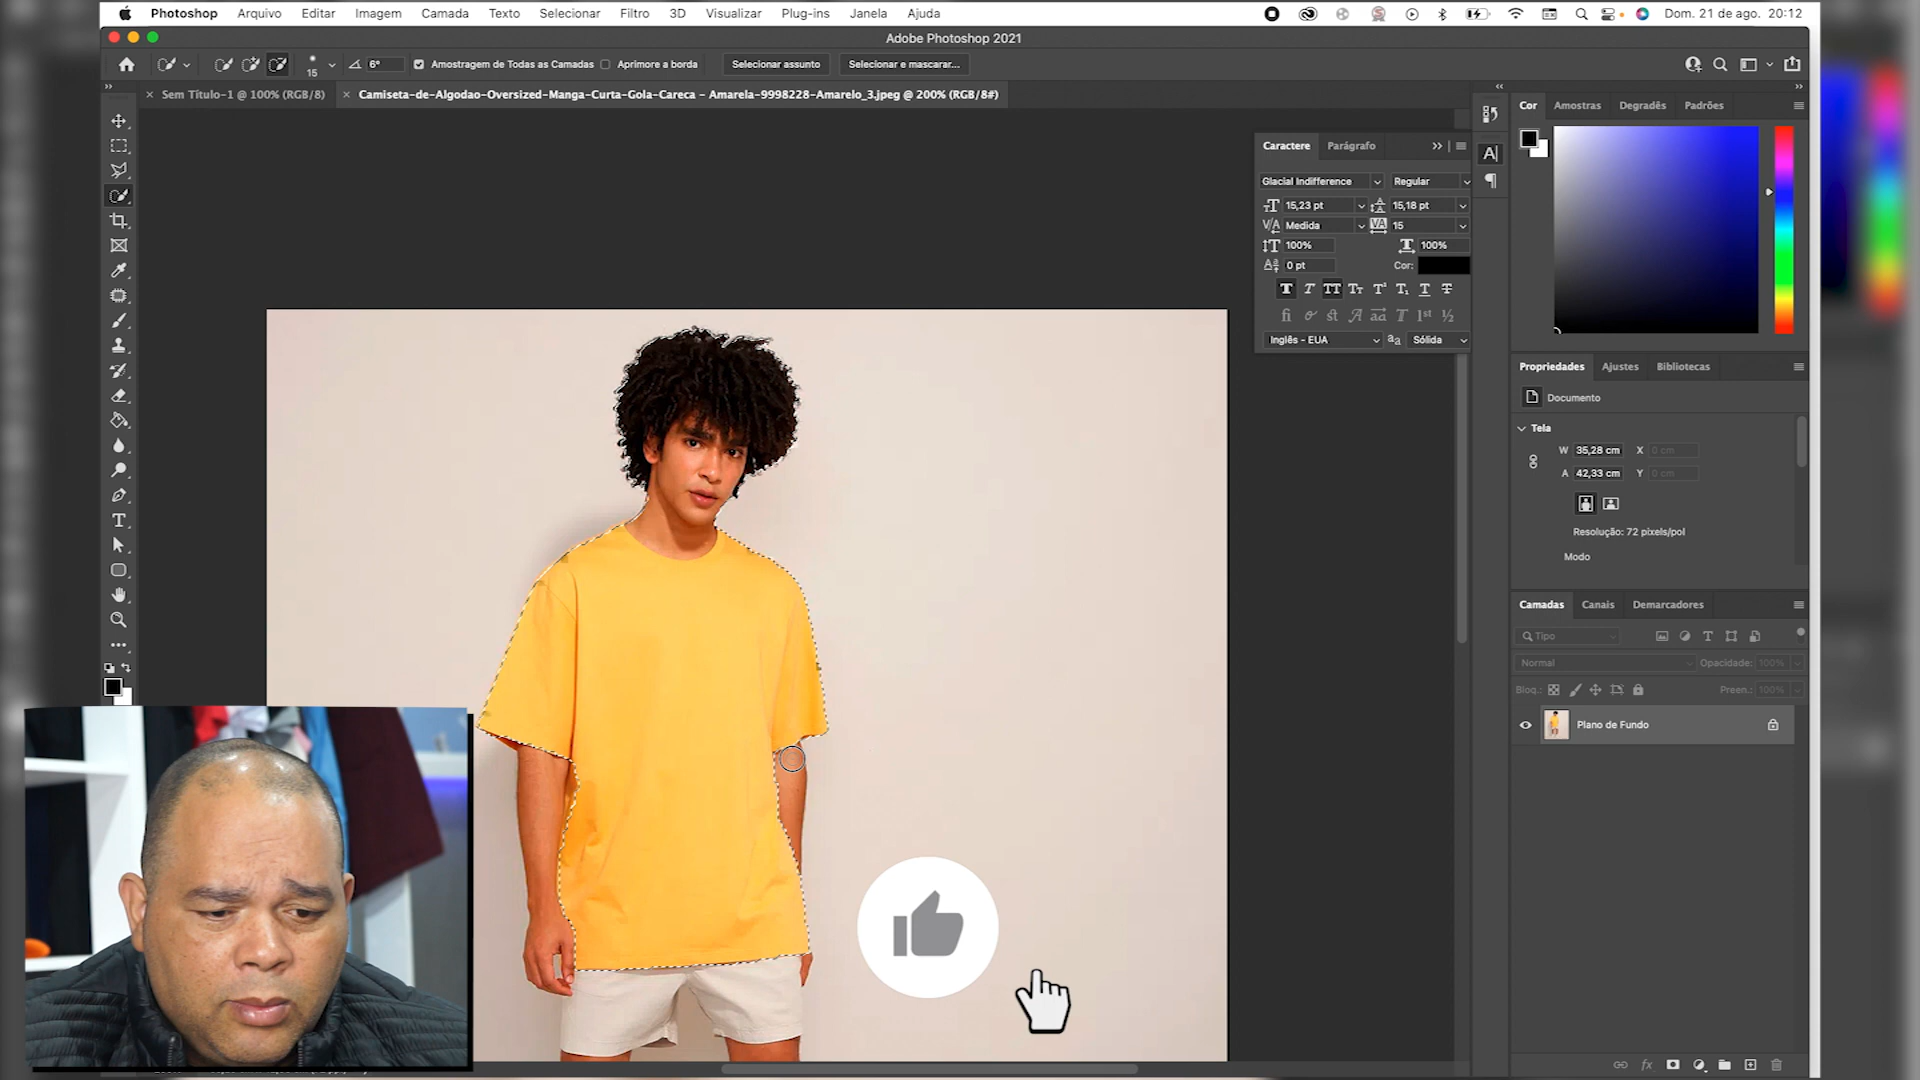 Photoshop Arquivo Editar Imagem Camada Texto Selecionar Filtro 3D Visualizar Plug-ins Janela Ajuda Dom. 21 de ago. 20:12
Adobe Photoshop 2021
15 6° Amostragem de Todas as Camadas Aprimore a borda Selecionar assunto Selecionar e mascarar...
Sem Título-1 @ 100% (RGB/8) Camiseta-de-Algodao-Oversized-Manga-Curta-Gola-Careca - Amarela-9998228-Amarelo_3.jpeg @ 200% (RGB/8#)
Cor Amostras Degradês Padrões
Caractere Parágrafo
Glacial Indifference Regular
15,23 pt 15,18 pt
Medida 15
100% 100%
0 pt Cor:
Inglês - EUA Sólida
Propriedades Ajustes Bibliotecas
Documento
Tela
W 35,28 cm X 0 cm
A 42,33 cm Y 0 cm
Resolução: 72 pixels/pol
Modo
Camadas Canais Demarcadores
Tipo
Normal Opacidade: 100%
Bloq.: Preen.: 100%
Plano de Fundo